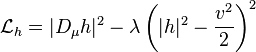 \mathcal{L}_h = |D_\mu h|^2 - \lambda \left( |h|^2 - \frac{v^2}{2} \right)^2